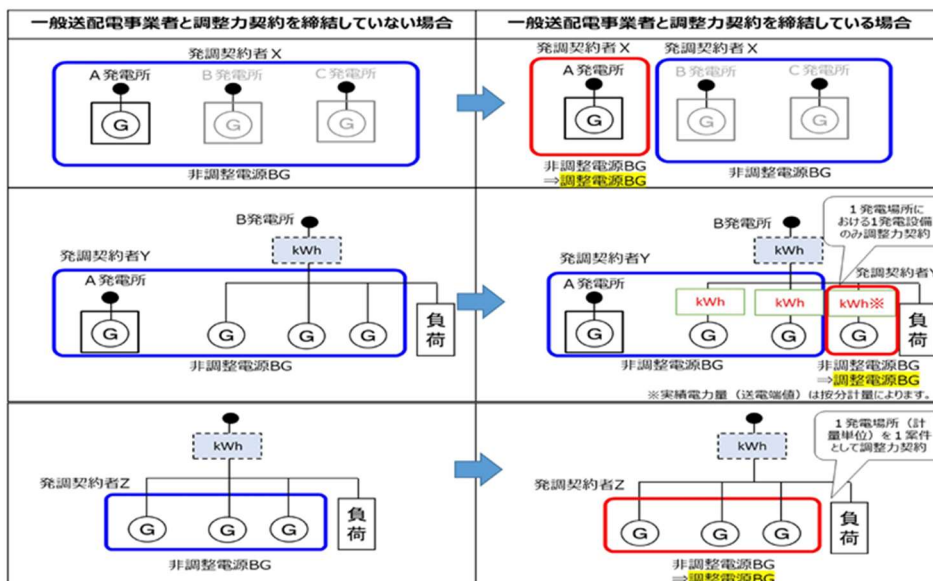 一般送配電事業者と調整力契約を締結していない場合
一般送配電事業者と調整力契約を締結している場合
発調契約者X
A発電所
B発電所
C発電所
G
G
G
非調整電源BG
発調契約者X
発調契約者X
A発電所
B発電所
C発電所
G
G
G
非調整電源BG
⇒調整電源BG
非調整電源BG
B発電所
kWh
発調契約者Y
A発電所
G
G
G
G
負荷
非調整電源BG
1発電場所に
おける1発電設備
のみ調整力契約
B発電所
kWh
発調契約者Y
発調契約者Y
A発電所
kWh
kWh
kWh※
G
G
G
G
負荷
非調整電源BG
非調整電源BG
⇒調整電源BG
※実績電力量（送電端値）は按分計量によります。
kWh
発調契約者Z
G
G
G
負荷
非調整電源BG
1発電場所（計
量単位）を1案件
として調整力契約
kWh
G
G
G
負荷
非調整電源BG
⇒調整電源BG